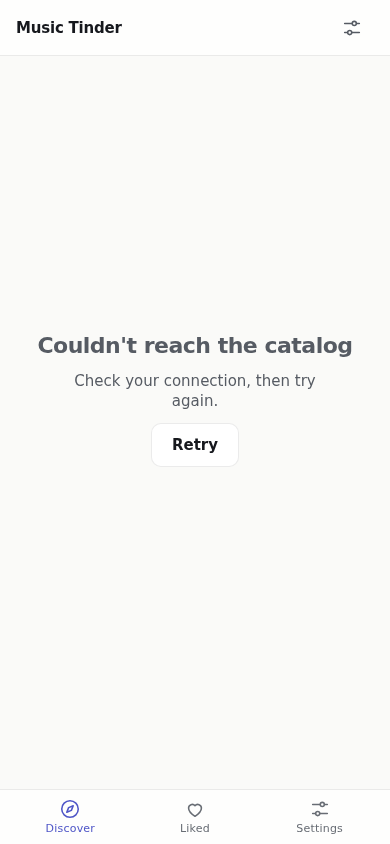 Music Tinder
Couldn't reach the catalog
Check your connection, then try
again.
Retry
Discover
Liked
Settings